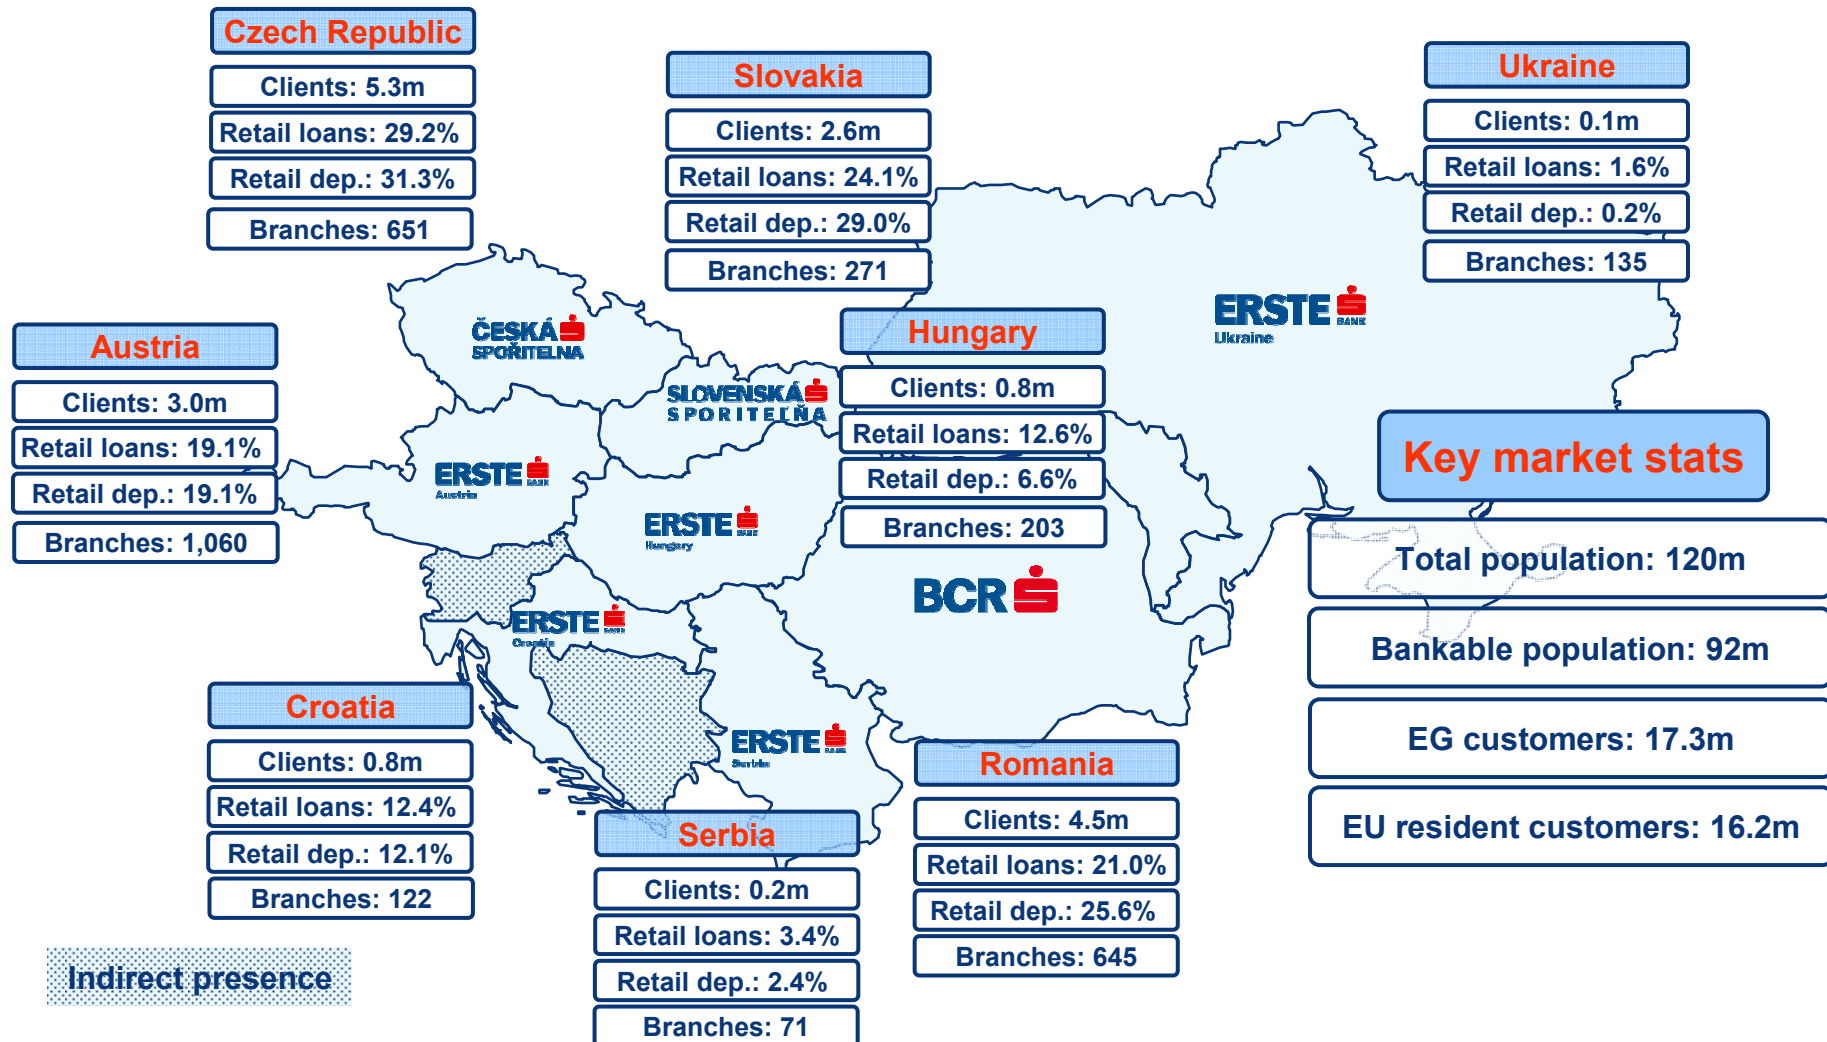 Czech Republic
Clients: 5.3m
Retail loans: 29.2%
Retail dep.: 31.3%
Branches: 651
Slovakia
Clients: 2.6m
Retail loans: 24.1%
Retail dep.: 29.0%
Branches: 271
Ukraine
Clients: 0.1m
Retail loans: 1.6%
Retail dep.: 0.2%
Branches: 135
ČESKÁ
SPOŘITELNA
ERSTE
BANK
Ukraine
Austria
Clients: 3.0m
Retail loans: 19.1%
Retail dep.: 19.1%
Branches: 1,060
SLOVENSKÁ
SPORITEĽŇA
Hungary
Clients: 0.8m
Retail loans: 12.6%
Retail dep.: 6.6%
Branches: 203
ERSTE
BANK
Austria
ERSTE
BANK
Hungary
BCR
ERSTE
BANK
Croatia
ERSTE
BANK
Serbia
Key market stats
Total population: 120m
Bankable population: 92m
EG customers: 17.3m
EU resident customers: 16.2m
Croatia
Clients: 0.8m
Retail loans: 12.4%
Retail dep.: 12.1%
Branches: 122
Serbia
Clients: 0.2m
Retail loans: 3.4%
Retail dep.: 2.4%
Branches: 71
Romania
Clients: 4.5m
Retail loans: 21.0%
Retail dep.: 25.6%
Branches: 645
Indirect presence